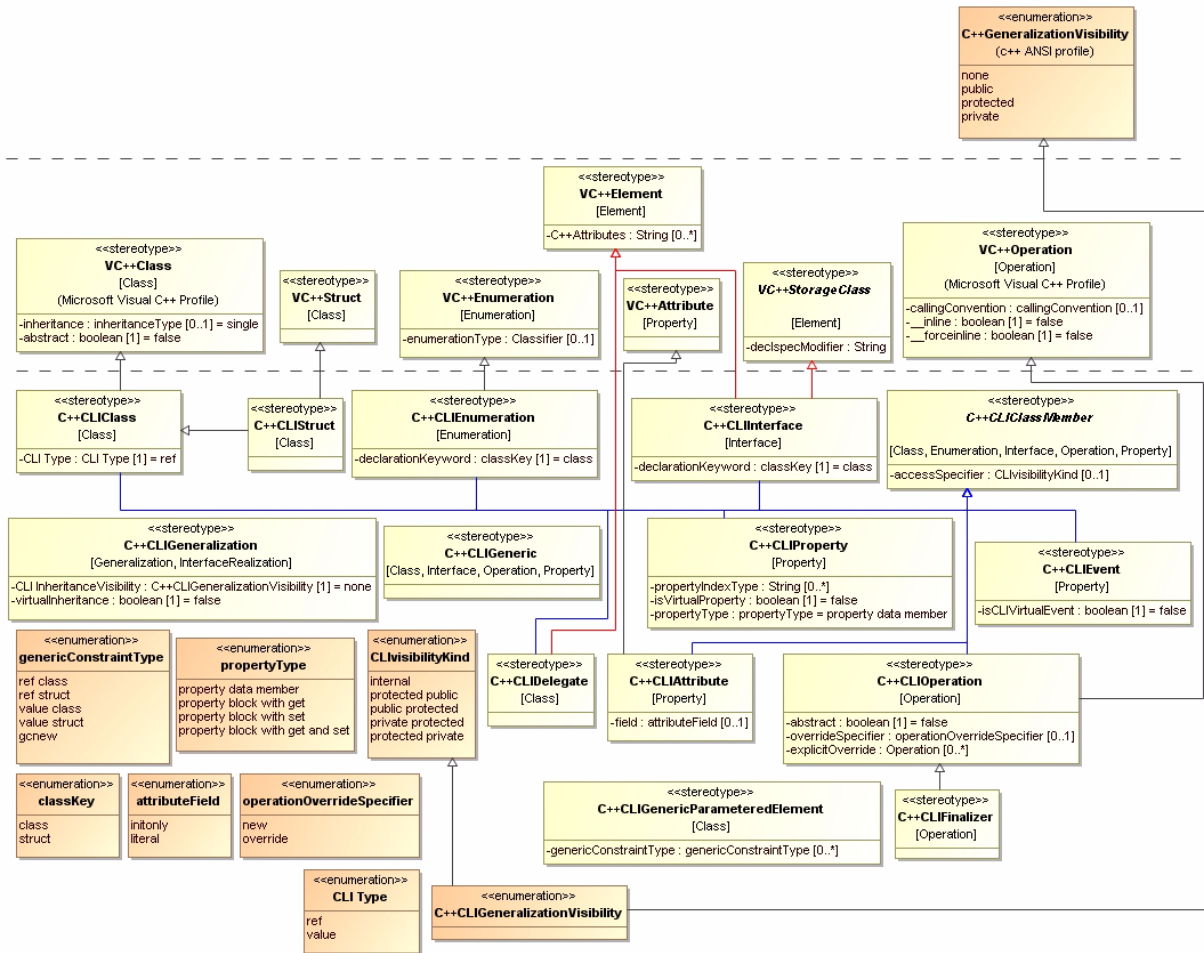 <<enumeration>>
C++GeneralizationVisibility
(c++ ANSI profile)
none
public
protected
private
<<stereotype>>
VC++Element
[Element]
-C++Attributes : String [0..*]
<<stereotype>>
VC++Class
[Class]
(Microsoft Visual C++ Profile)
-inheritance : inheritanceType [0..1] = single
-abstract : boolean [1] = false
<<stereotype>>
VC++Struct
[Class]
<<stereotype>>
VC++Enumeration
[Enumeration]
-enumerationType : Classifier [0..1]
<<stereotype>>
VC++Attribute
[Property]
<<stereotype>>
VC++StorageClass
[Element]
-declspecModifier : String
<<stereotype>>
VC++Operation
[Operation]
(Microsoft Visual C++ Profile)
-callingConvention : callingConvention [0..1]
-__inline : boolean [1] = false
-__forceinline : boolean [1] = false
<<stereotype>>
C++CLIClass
[Class]
-CLI Type : CLI Type [1] = ref
<<stereotype>>
C++CLIStruct
[Class]
<<stereotype>>
C++CLIEnumeration
[Enumeration]
-declarationKeyword : classKey [1] = class
<<stereotype>>
C++CLIInterface
[Interface]
-declarationKeyword : classKey [1] = class
<<stereotype>>
C++CLIClassMember
[Class, Enumeration, Interface, Operation, Property]
-accessSpecifier : CLIvisibilityKind [0..1]
<<stereotype>>
C++CLIGeneralization
[Generalization, InterfaceRealization]
-CLI InheritanceVisibility : C++CLIGeneralizationVisibility [1] = none
-virtualInheritance : boolean [1] = false
<<stereotype>>
C++CLIGeneric
[Class, Interface, Operation, Property]
<<stereotype>>
C++CLIProperty
[Property]
-propertyIndexType : String [0..*]
-isVirtualProperty : boolean [1] = false
-propertyType : propertyType = property data member
<<stereotype>>
C++CLIEvent
[Property]
-isCLIVirtualEvent : boolean [1] = false
<<enumeration>>
genericConstraintType
ref class
ref struct
value class
value struct
gcnew
<<enumeration>>
propertyType
property data member
property block with get
property block with set
property block with get and set
<<enumeration>>
CLIvisibilityKind
internal
protected public
public protected
private protected
protected private
<<stereotype>>
C++CLIDelegate
[Class]
<<stereotype>>
C++CLIAttribute
[Property]
-field : attributeField [0..1]
<<stereotype>>
C++CLIOperation
[Operation]
-abstract : boolean [1] = false
-overrideSpecifier : operationOverrideSpecifier [0..1]
-explicitOverride : Operation [0..*]
<<enumeration>>
classKey
class
struct
<<enumeration>>
attributeField
initonly
literal
<<enumeration>>
operationOverrideSpecifier
new
override
<<stereotype>>
C++CLIGenericParameteredElement
[Class]
-genericConstraintType : genericConstraintType [0..*]
<<stereotype>>
C++CLIFinalizer
[Operation]
<<enumeration>>
CLI Type
ref
value
<<enumeration>>
C++CLIGeneralizationVisibility